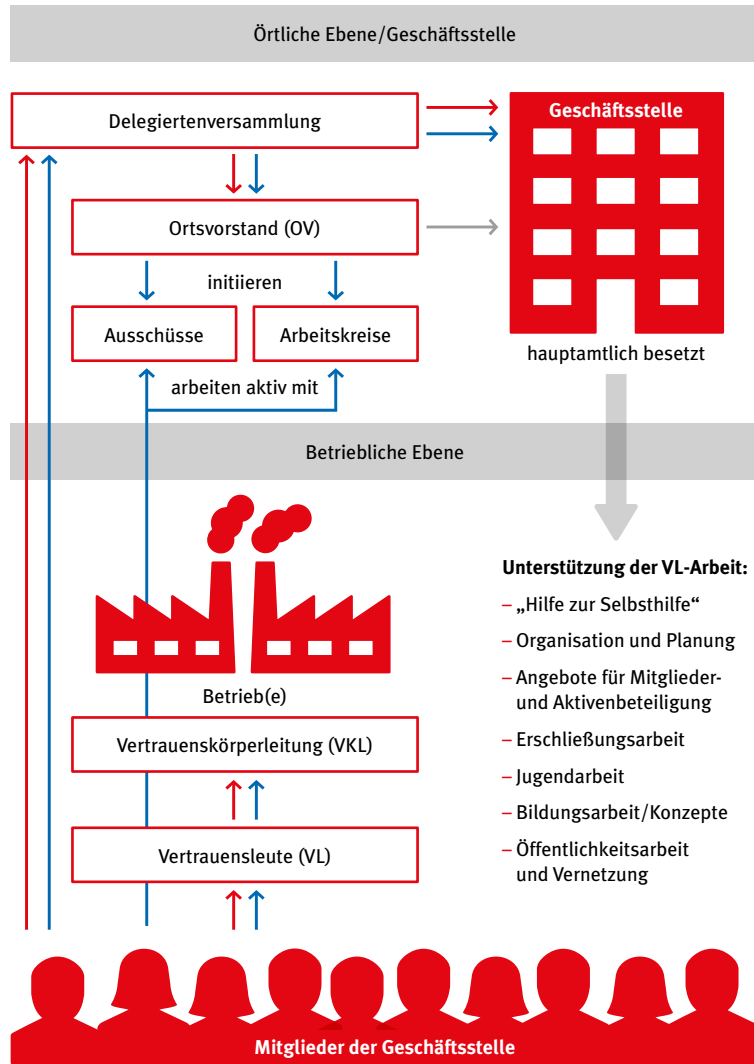 Örtliche Ebene/Geschäftsstelle
Delegiertenversammlung
Geschäftsstelle
Ortsvorstand (OV)
initiieren
Ausschüsse
Arbeitskreise
hauptamtlich besetzt
arbeiten aktiv mit
Betriebliche Ebene
Betrieb(e)
Vertrauenskörperleitung (VKL)
Vertrauensleute (VL)
Unterstützung der VL-Arbeit:
– „Hilfe zur Selbsthilfe“
– Organisation und Planung
– Angebote für Mitglieder-
und Aktivenbeteiligung
– Erschließungsarbeit
– Jugendarbeit
– Bildungsarbeit/Konzepte
– Öffentlichkeitsarbeit
und Vernetzung
Mitglieder der Geschäftsstelle